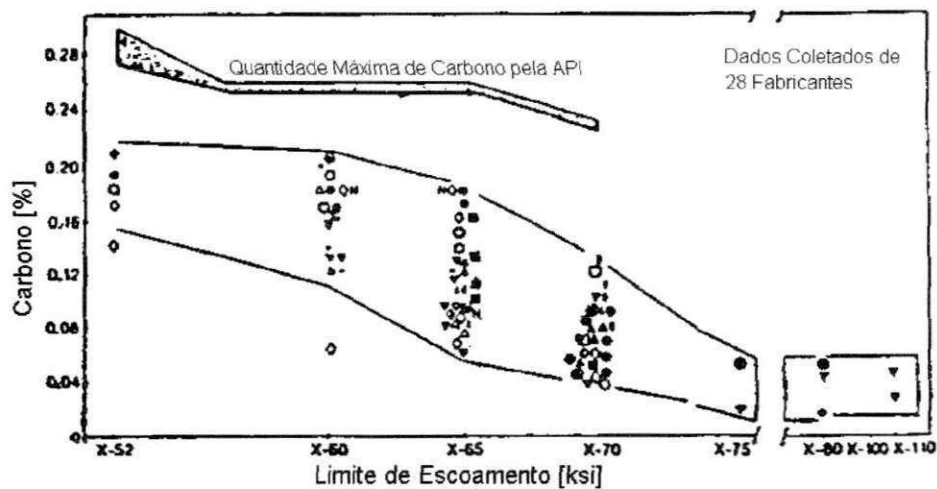 0.28
0.24
0.20
0.16
0.12
0.08
0.04
0
Carbono [%]
Quantidade Máxima de Carbono pela API
Dados Coletados de
28 Fabricantes
X-52 X-60 X-65 X-70 X-75 X-80 X-100 X-110
Limite de Escoamento [ksi]